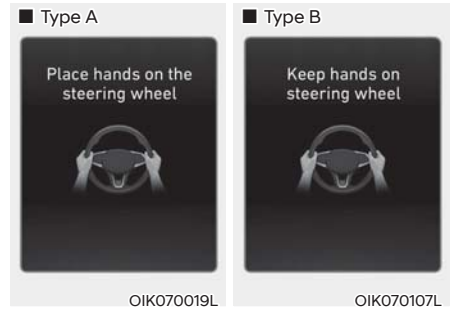 ■ Type A
Place hands on the
steering wheel
OIK070019L
■ Type B
Keep hands on
steering wheel
OIK070107L